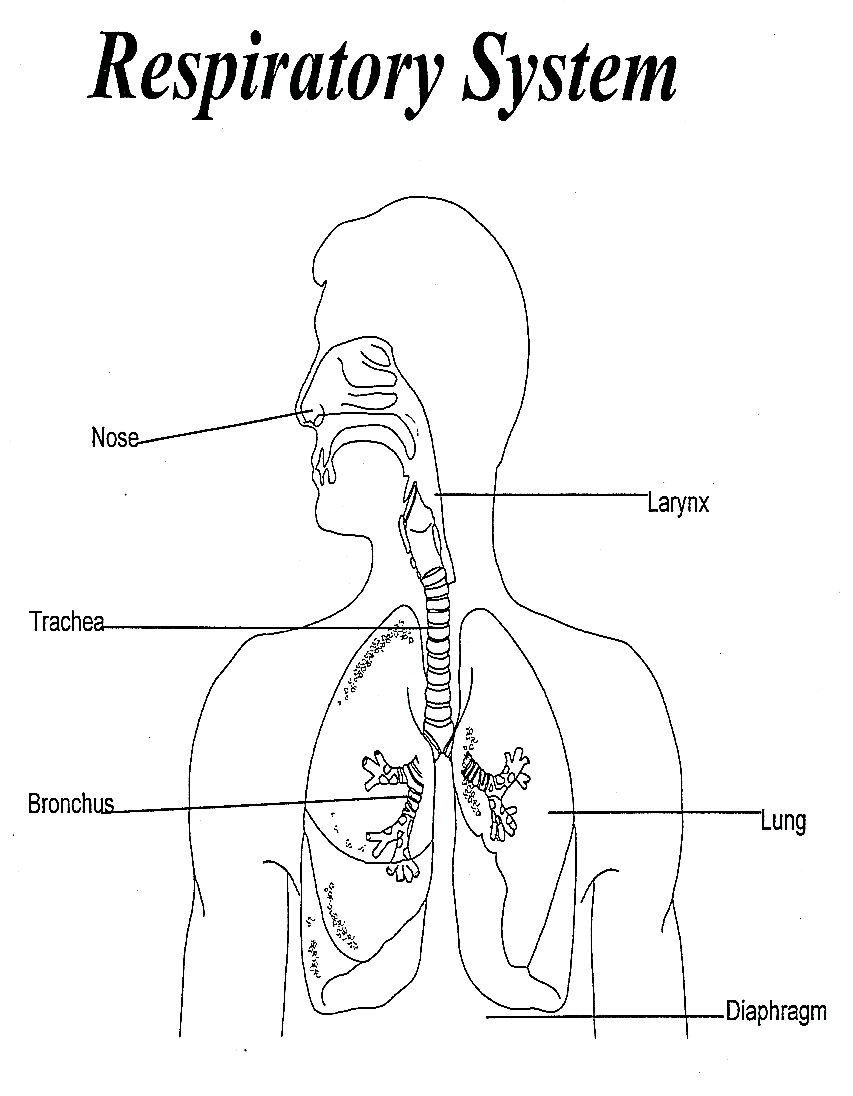 Respiratory System
Nose
Larynx
Trachea
Bronchus
Lung
Diaphragm